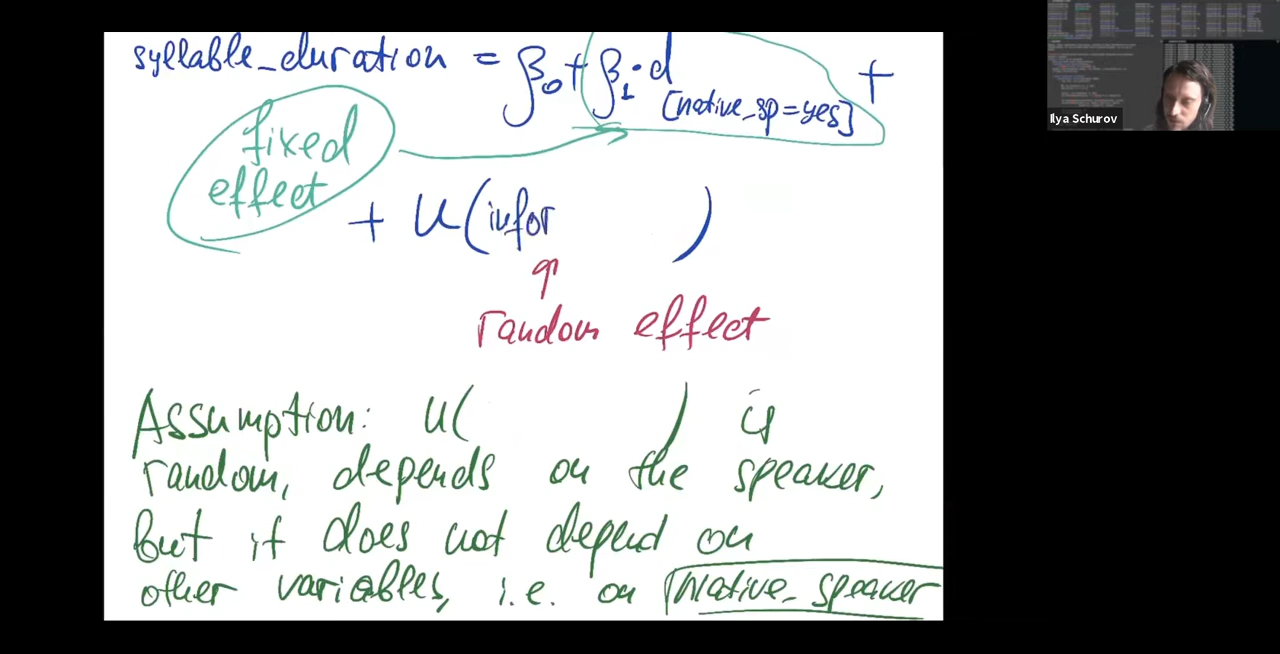 syllable_duration = β₀ + β₁·d[native_sp=yes] +
fixed
effect
+ u(infor )
random effect
Assumption: u( ) is
random, depends on the speaker,
but it does not depend on
other variables, i.e. on native_speaker
Ilya Schurov